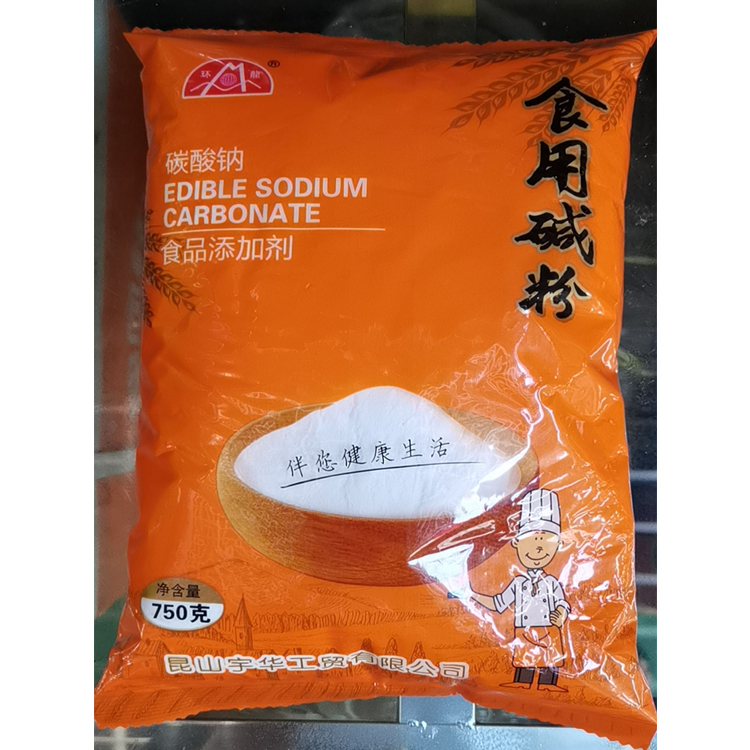 环 龍 ®
碳酸钠
EDIBLE SODIUM
CARBONATE
食品添加剂
食用碱粉
伴您健康生活
净含量
750克
昆山宇华工贸有限公司